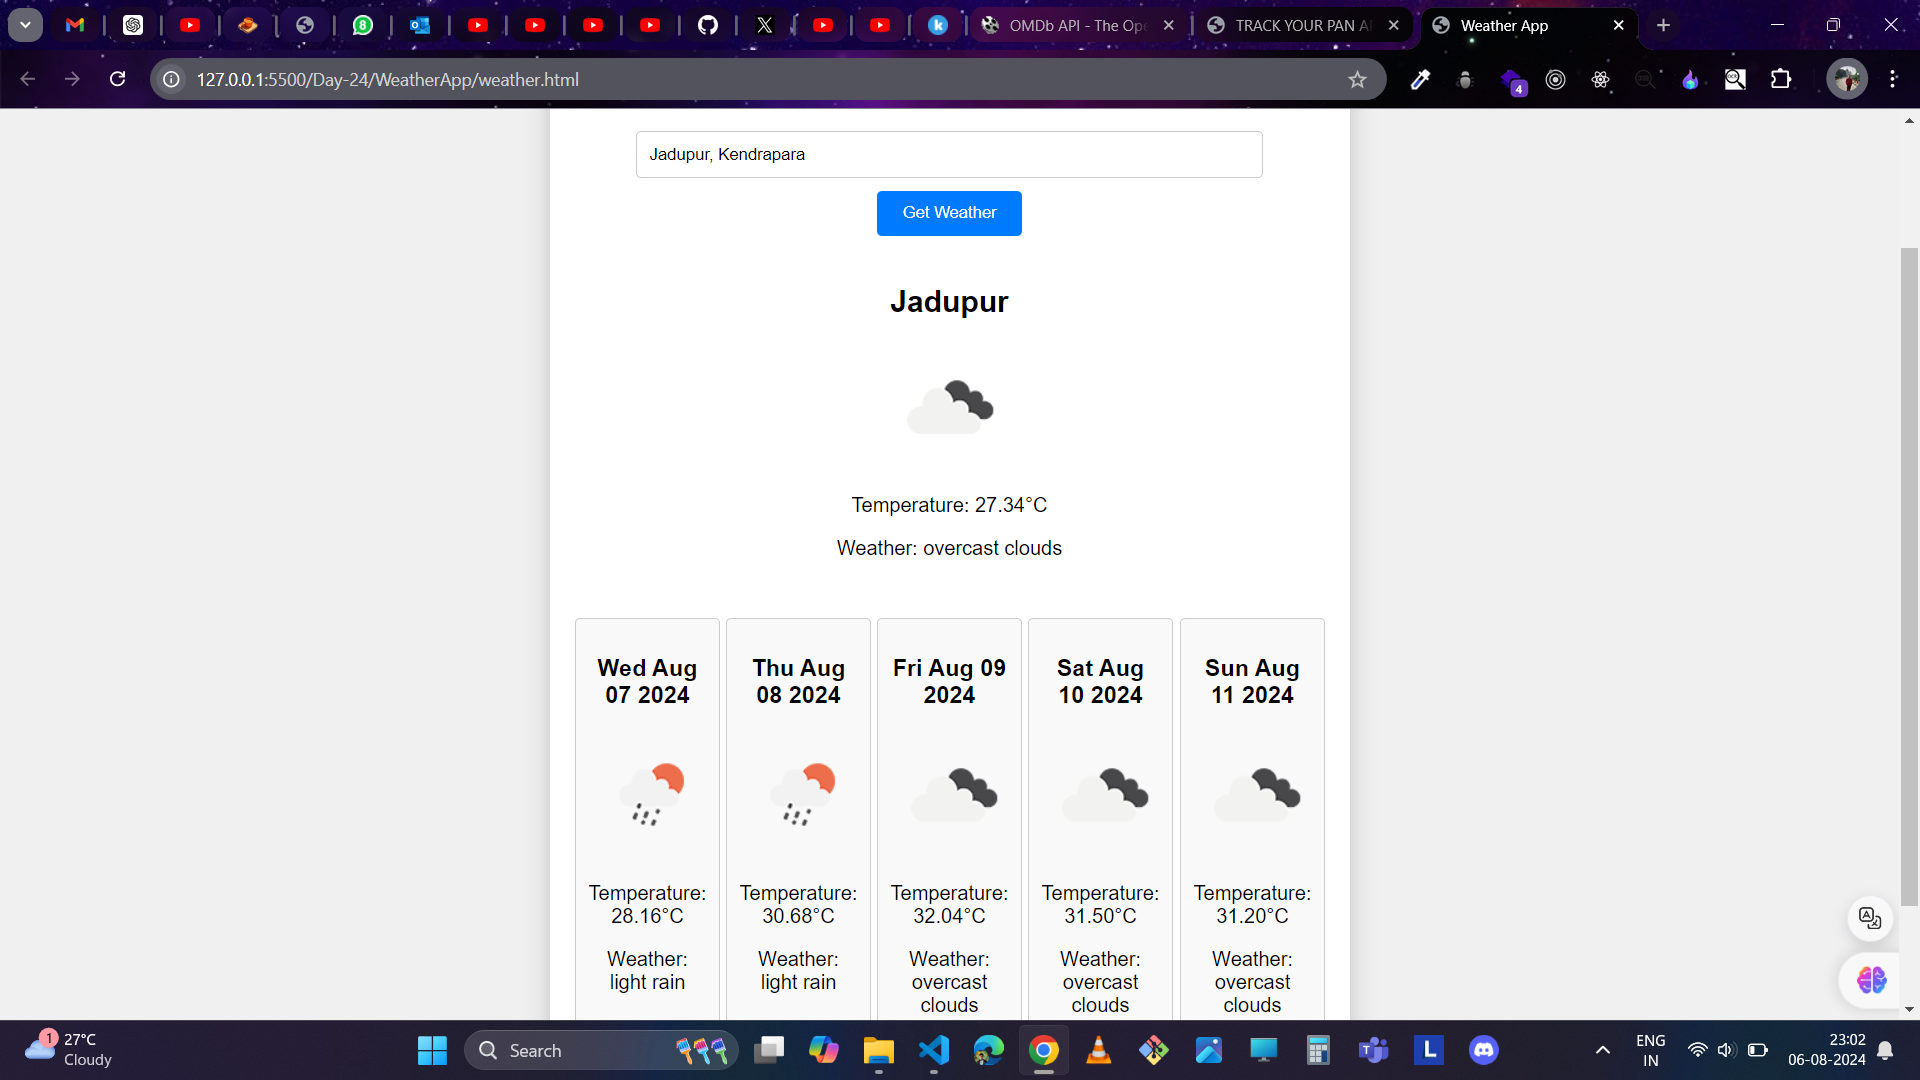 8
OMDb API - The Ope
TRACK YOUR PAN A
Weather App
127.0.0.1:5500/Day-24/WeatherApp/weather.html
4
Jadupur, Kendrapara
Get Weather
Jadupur
Temperature: 27.34°C
Weather: overcast clouds
Wed Aug
07 2024
Temperature:
28.16°C
Weather:
light rain
Thu Aug
08 2024
Temperature:
30.68°C
Weather:
light rain
Fri Aug 09
2024
Temperature:
32.04°C
Weather:
overcast
clouds
Sat Aug
10 2024
Temperature:
31.50°C
Weather:
overcast
clouds
Sun Aug
11 2024
Temperature:
31.20°C
Weather:
overcast
clouds
1
27°C
Cloudy
Search
L
ENG
IN
23:02
06-08-2024